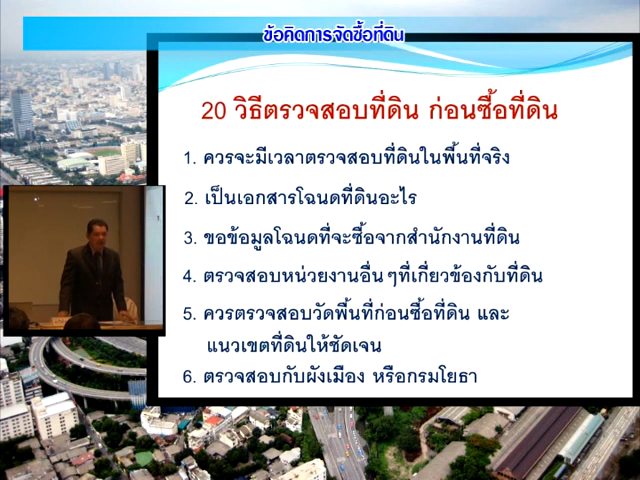 ข้อคิดการจัดซื้อที่ดิน
20 วิธีตรวจสอบที่ดิน ก่อนซื้อที่ดิน
1. ควรจะมีเวลาตรวจสอบที่ดินในพื้นที่จริง
2. เป็นเอกสารโฉนดที่ดินอะไร
3. ขอข้อมูลโฉนดที่จะซื้อจากสำนักงานที่ดิน
4. ตรวจสอบหน่วยงานอื่นๆที่เกี่ยวข้องกับที่ดิน
5. ควรตรวจสอบวัดพื้นที่ก่อนซื้อที่ดิน และ
แนวเขตที่ดินให้ชัดเจน
6. ตรวจสอบกับผังเมือง หรือกรมโยธา